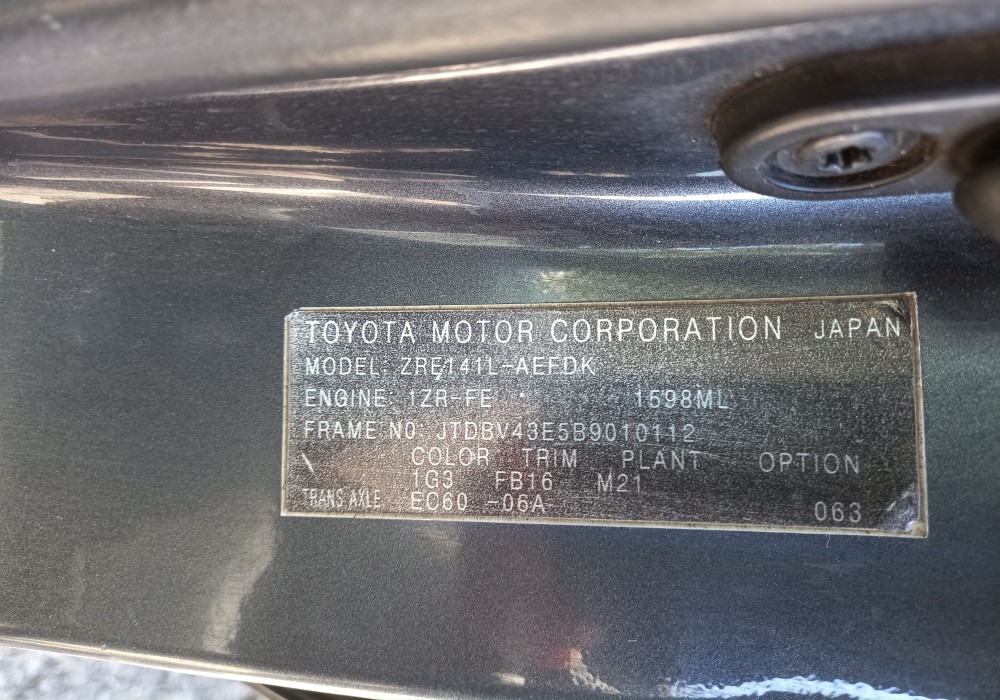 TOYOTA MOTOR CORPORATION JAPAN
MODEL: ZRE141L-AEFDK
ENGINE: 1ZR-FE 1598ML
FRAME NO: JTDBV43E5B9010112
COLOR TRIM PLANT OPTION
1G3 FB16 M21
TRANS AXLE EC60 -06A 063